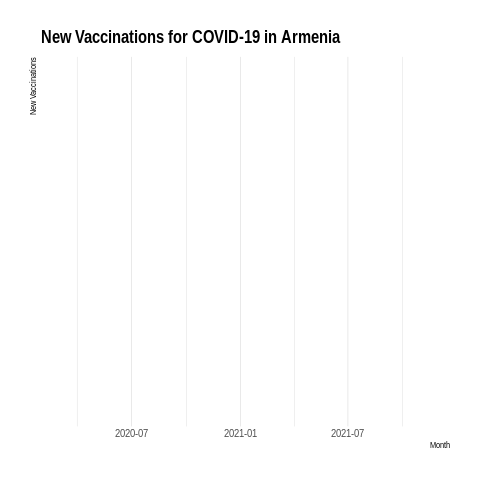 New Vaccinations for COVID-19 in Armenia
New Vaccinations
2020-07
2021-01
2021-07
Month